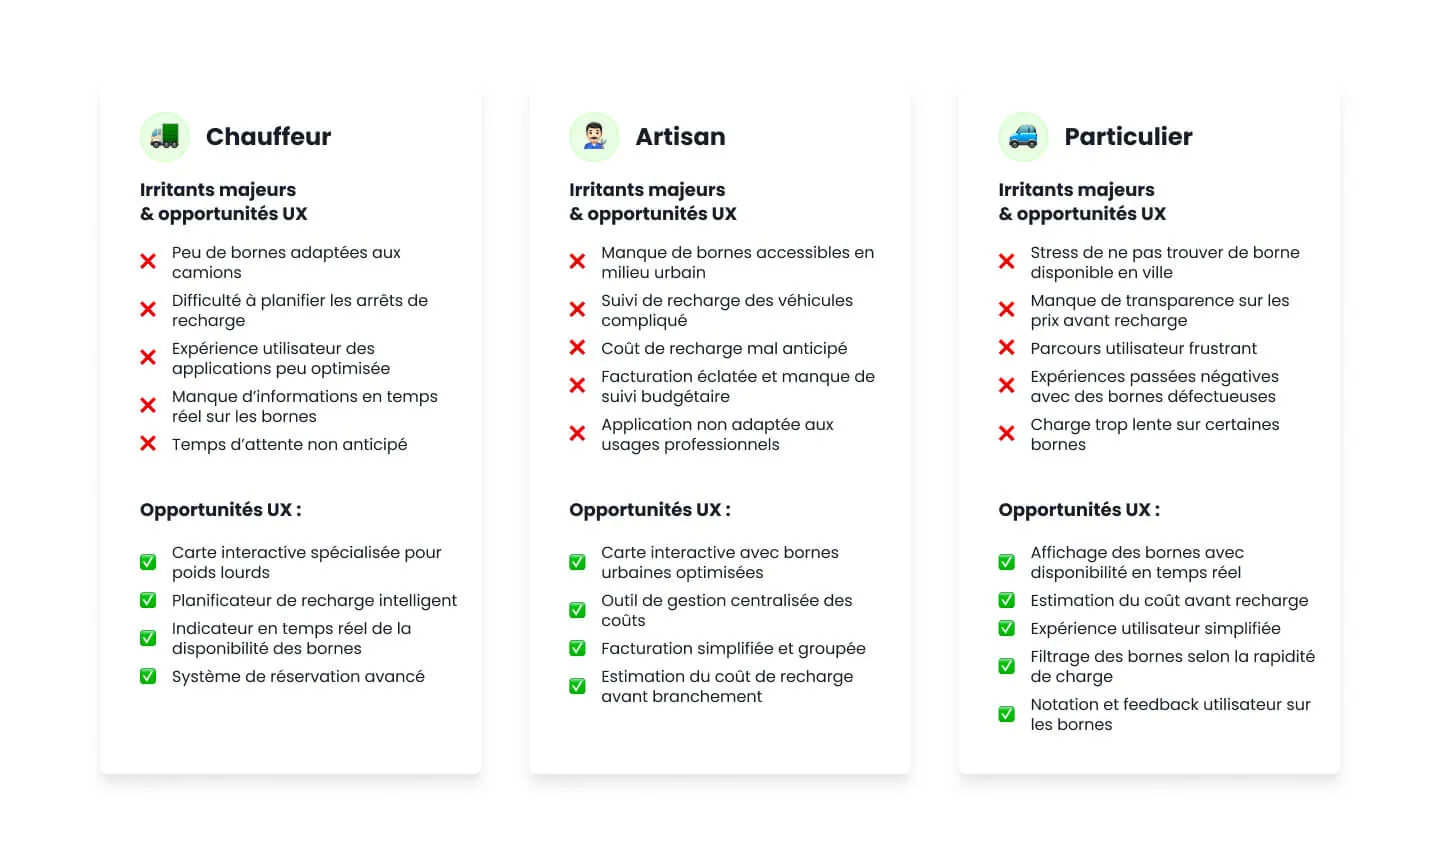 Chauffeur
Irritants majeurs
& opportunités UX
Peu de bornes adaptées aux
camions
Difficulté à planifier les arrêts de
recharge
Expérience utilisateur des
applications peu optimisée
Manque d’informations en temps
réel sur les bornes
Temps d’attente non anticipé
Opportunités UX :
Carte interactive spécialisée pour
poids lourds
Planificateur de recharge intelligent
Indicateur en temps réel de la
disponibilité des bornes
Système de réservation avancé
Artisan
Irritants majeurs
& opportunités UX
Manque de bornes accessibles en
milieu urbain
Suivi de recharge des véhicules
compliqué
Coût de recharge mal anticipé
Facturation éclatée et manque de
suivi budgétaire
Application non adaptée aux
usages professionnels
Opportunités UX :
Carte interactive avec bornes
urbaines optimisées
Outil de gestion centralisée des
coûts
Facturation simplifiée et groupée
Estimation du coût de recharge
avant branchement
Particulier
Irritants majeurs
& opportunités UX
Stress de ne pas trouver de borne
disponible en ville
Manque de transparence sur les
prix avant recharge
Parcours utilisateur frustrant
Expériences passées négatives
avec des bornes défectueuses
Charge trop lente sur certaines
bornes
Opportunités UX :
Affichage des bornes avec
disponibilité en temps réel
Estimation du coût avant recharge
Expérience utilisateur simplifiée
Filtrage des bornes selon la rapidité
de charge
Notation et feedback utilisateur sur
les bornes